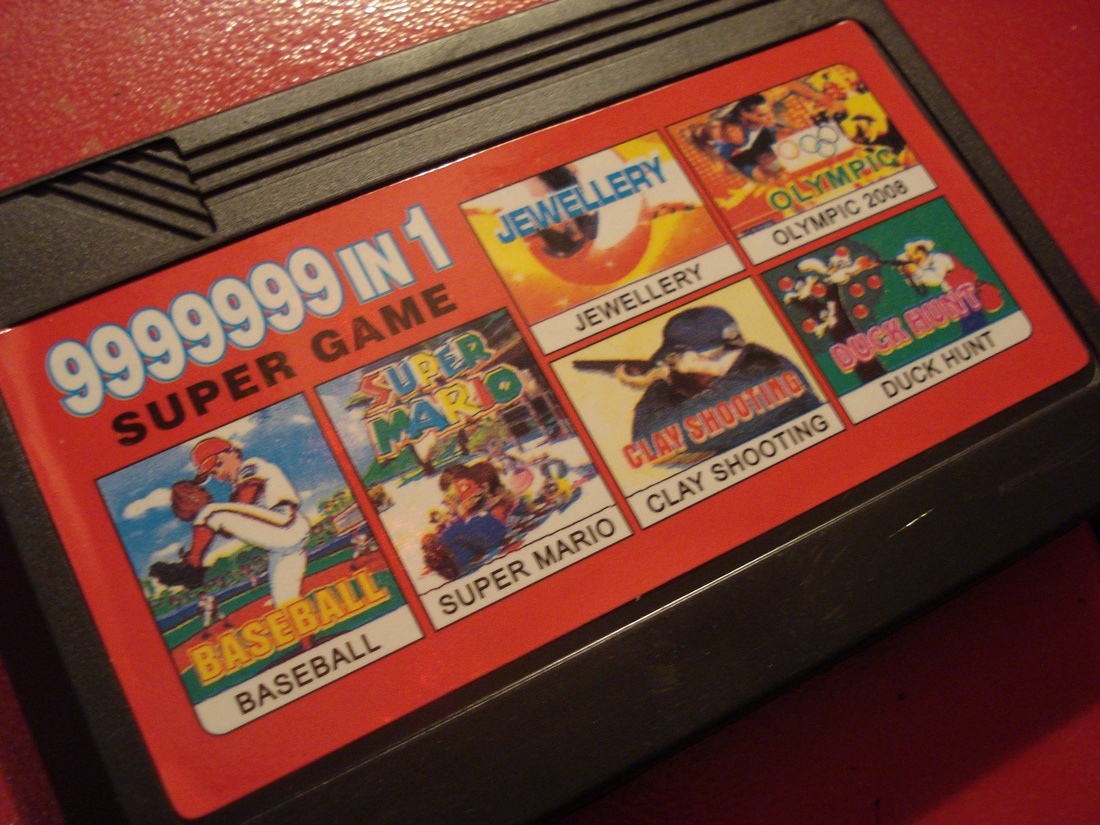 9999999 IN 1
SUPER GAME
BASEBALL
BASEBALL
SUPER
MARIO
SUPER MARIO
JEWELLERY
JEWELLERY
CLAY SHOOTING
CLAY SHOOTING
OLYMPIC
OLYMPIC 2008
DUCK HUNT
DUCK HUNT